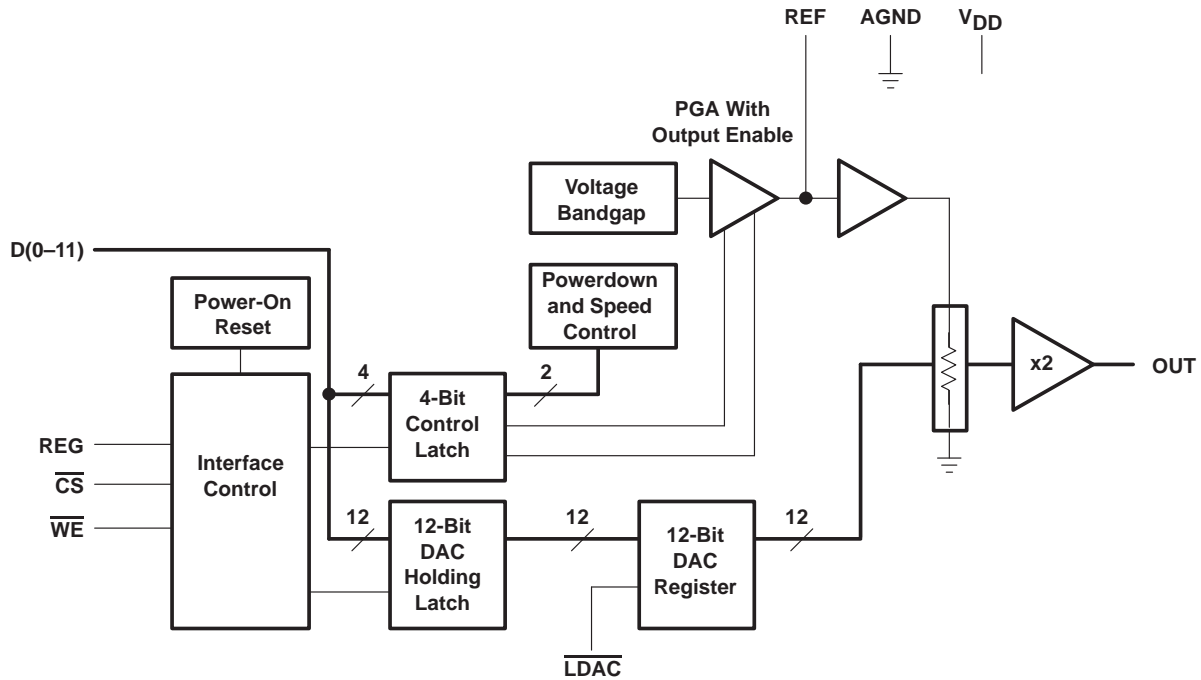 REF AGND VDD
PGA With
Output Enable
Voltage
Bandgap
D(0–11)
Powerdown
and Speed
Control
Power-On
Reset
x2
OUT
4
2
4-Bit
Control
Latch
REG
CS
WE
Interface
Control
12
12-Bit
DAC
Holding
Latch
12
12-Bit
DAC
Register
12
LDAC